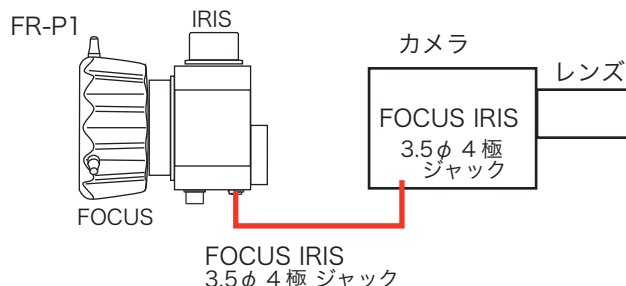 FR-P1
IRIS
カメラ
レンズ
FOCUS IRIS
3.5φ 4極
ジャック
FOCUS
FOCUS IRIS
3.5φ 4極 ジャック